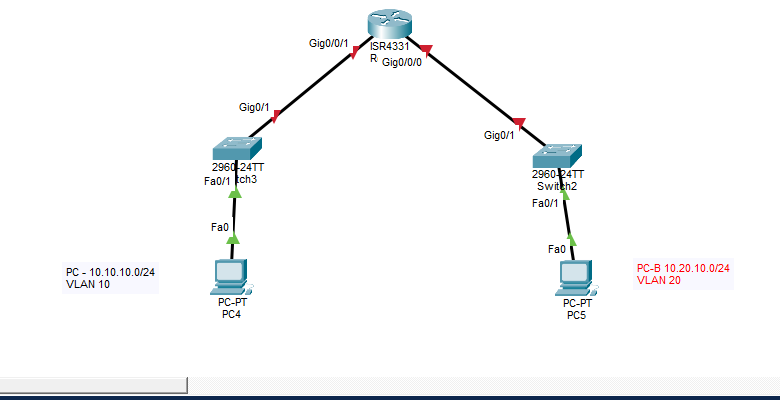 Gig0/0/1
ISR4331
R
Gig0/0/0
Gig0/1
Gig0/1
2960-24TT
tch3
Fa0/1
2960-24TT
Switch2
Fa0/1
Fa0
Fa0
PC - 10.10.10.0/24
VLAN 10
PC-PT
PC4
PC-PT
PC5
PC-B 10.20.10.0/24
VLAN 20